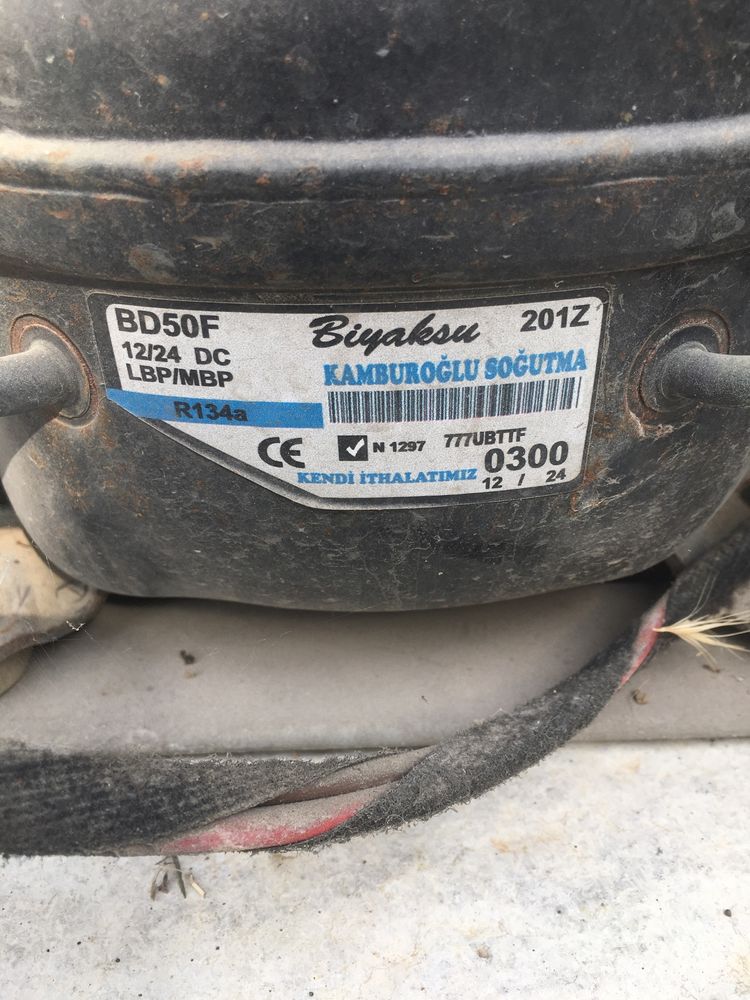 BD50F Biyaksu 201Z
12/24 DC
LBP/MBP KAMBUROĞLU SOĞUTMA
R134a
CE N 1297 777UBTTF
0300
KENDİ İTHALATIMIZ 12 / 24